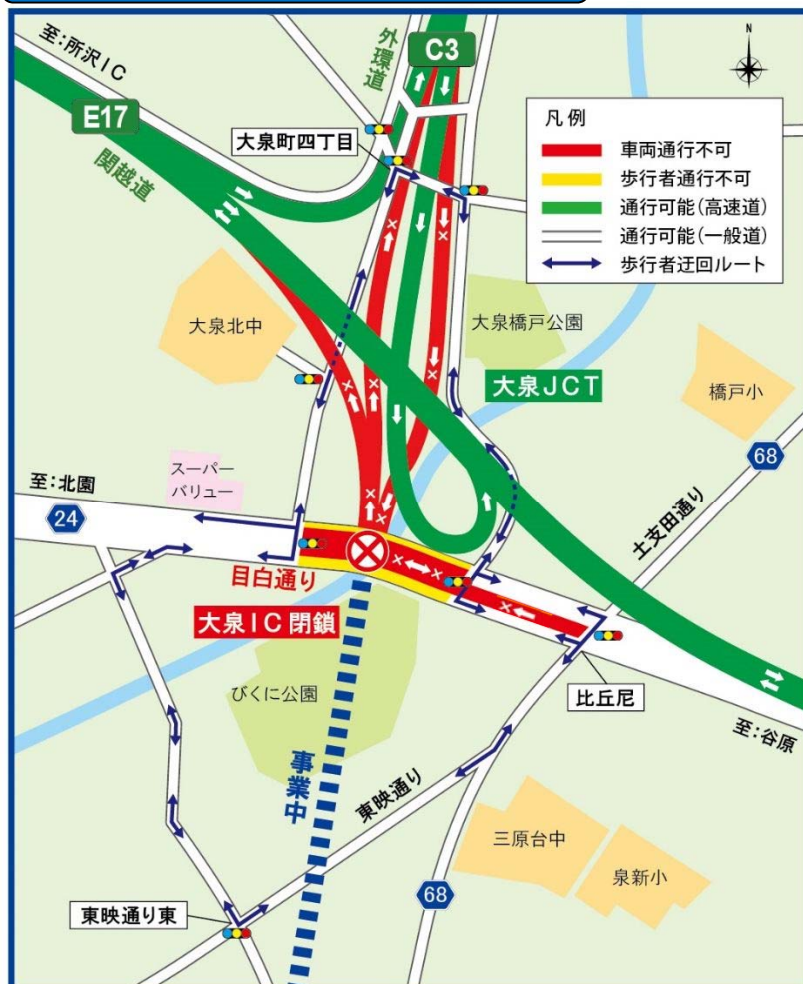 至:所沢IC
外環道
C3
N
E17
関越道
大泉町四丁目
凡例
車両通行不可
歩行者通行不可
通行可能(高速道)
通行可能(一般道)
歩行者迂回ルート
大泉北中
大泉橋戸公園
大泉JCT
橋戸小
68
スーパー
バリュー
至:北園
24
土支田通り
目白通り
大泉IC閉鎖
びくに公園
比丘尼
至:谷原
事業中
東映通り
三原台中
泉新小
68
東映通り東